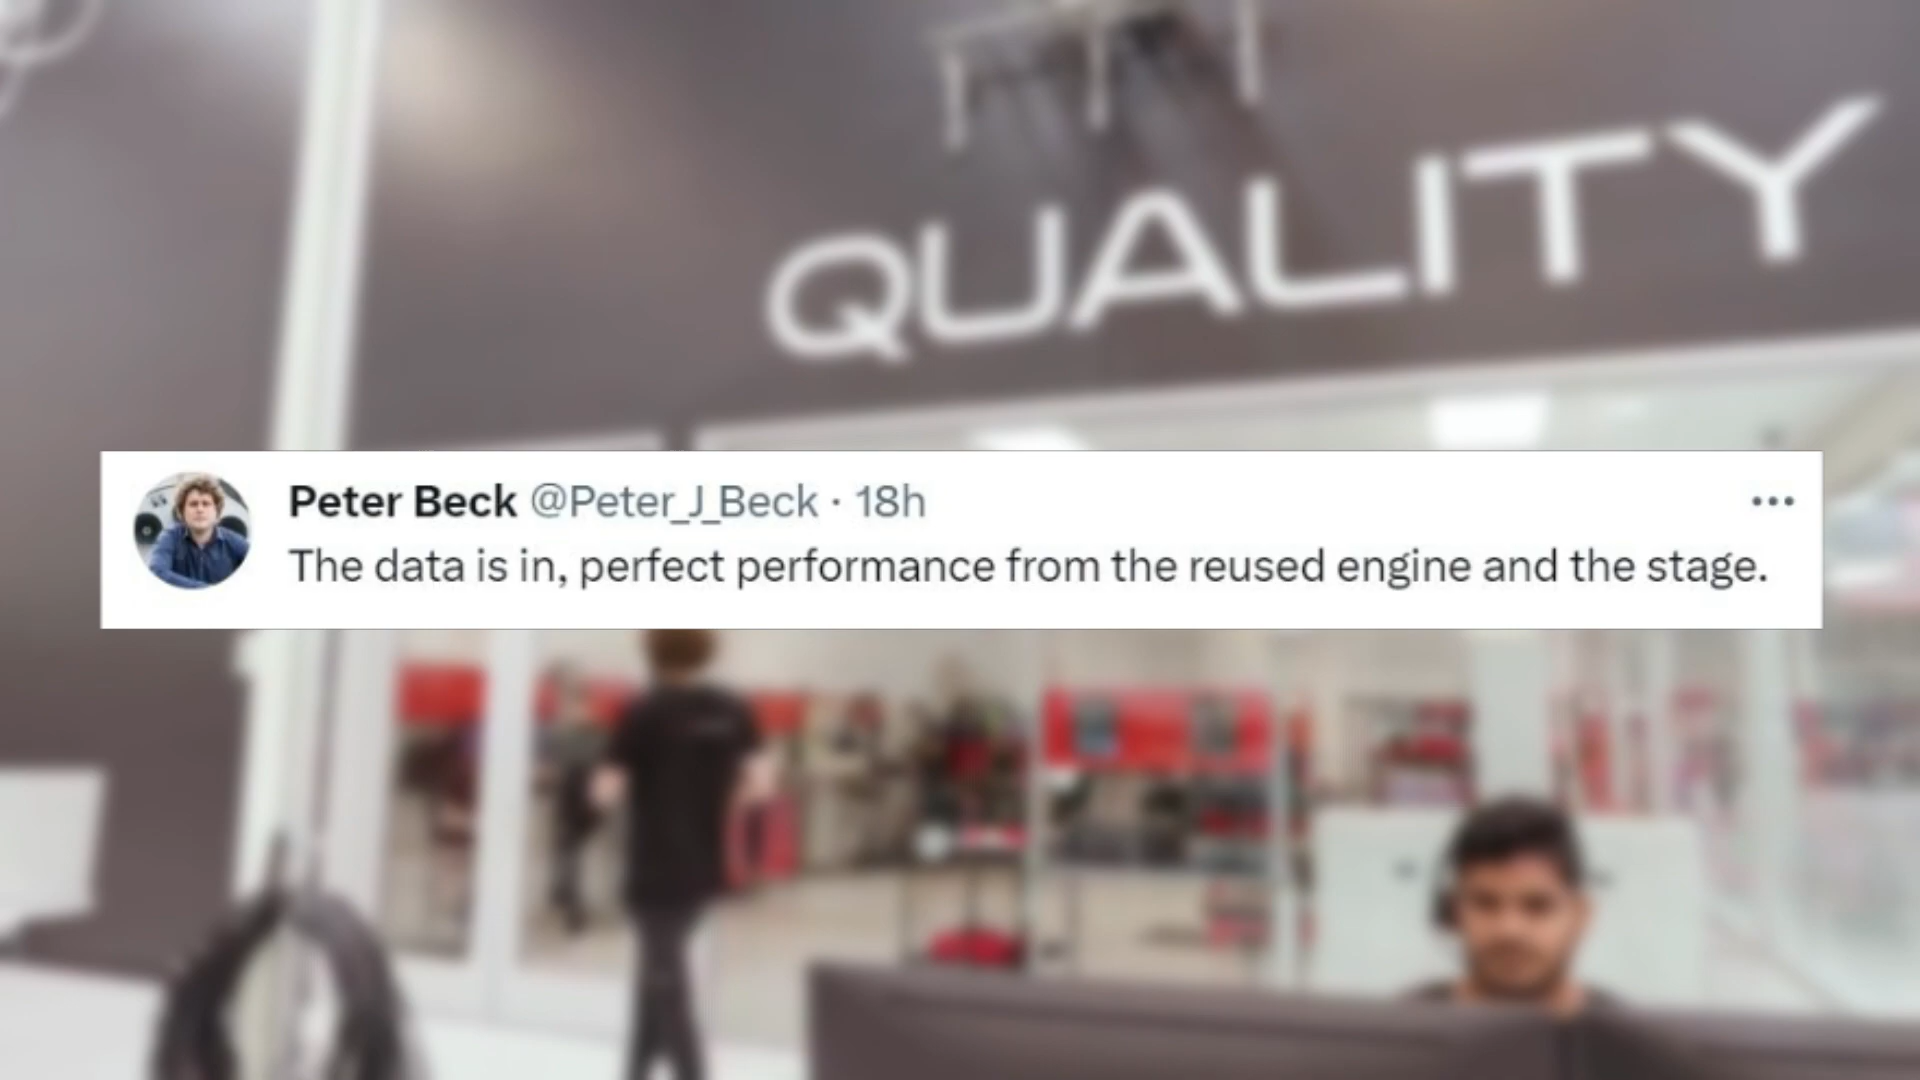 QUALITY
Peter Beck @Peter_J_Beck · 18h
The data is in, perfect performance from the reused engine and the stage.